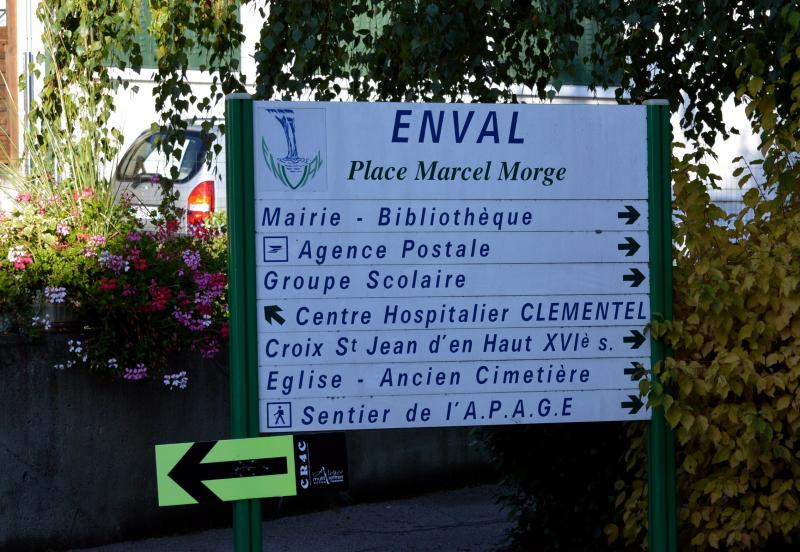 ENVAL
Place Marcel Morge
Mairie - Bibliothèque
Agence Postale
Groupe Scolaire
Centre Hospitalier CLEMENTEL
Croix St Jean d'en Haut XVIè s.
Eglise - Ancien Cimetière
Sentier de l'A.P.A.G.E
CR4C